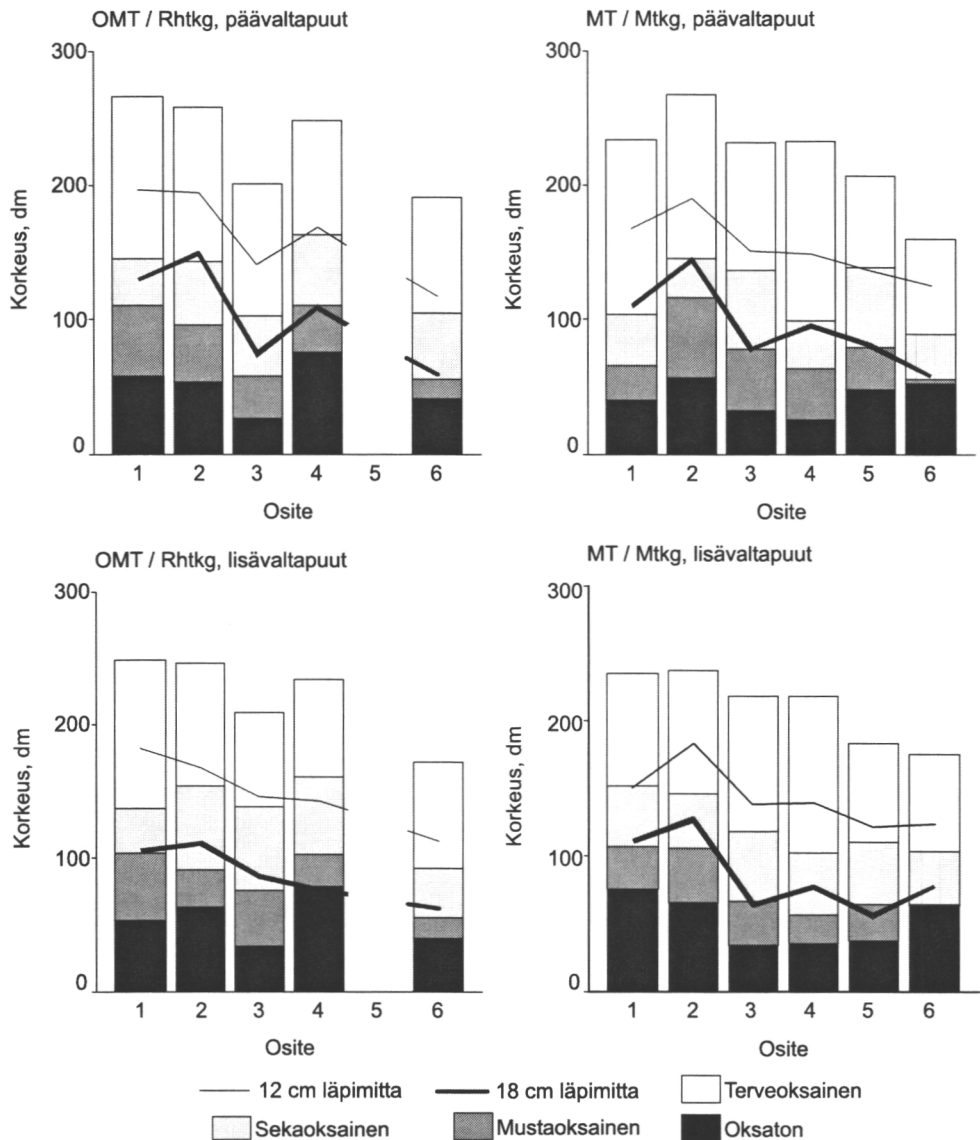 OMT / Rhtkg, päävaltapuut
300
200
100
0
Korkeus, dm
1 2 3 4 5 6
Osite
MT / Mtkg, päävaltapuut
300
200
100
0
Korkeus, dm
1 2 3 4 5 6
Osite
OMT / Rhtkg, lisävaltapuut
300
200
100
0
Korkeus, dm
1 2 3 4 5 6
Osite
MT / Mtkg, lisävaltapuut
300
200
100
0
Korkeus, dm
1 2 3 4 5 6
Osite
12 cm läpimitta 18 cm läpimitta Terveoksainen
Sekaoksainen Mustaoksainen Oksaton